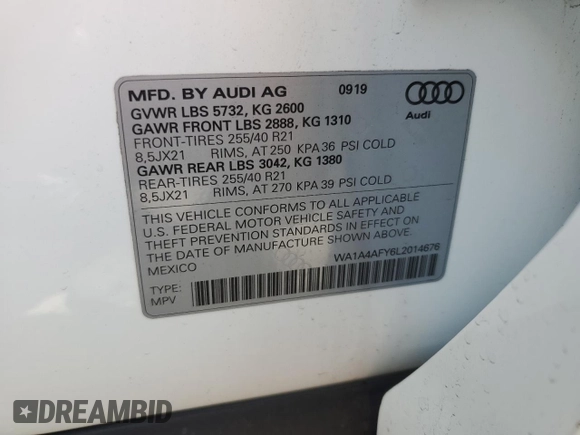 MFD. BY AUDI AG 0919
Audi
GVWR LBS 5732, KG 2600
GAWR FRONT LBS 2888, KG 1310
FRONT-TIRES 255/40 R21
8,5JX21 RIMS, AT 250 KPA 36 PSI COLD
GAWR REAR LBS 3042, KG 1380
REAR-TIRES 255/40 R21
8,5JX21 RIMS, AT 270 KPA 39 PSI COLD
THIS VEHICLE CONFORMS TO ALL APPLICABLE
U.S. FEDERAL MOTOR VEHICLE SAFETY AND
THEFT PREVENTION STANDARDS IN EFFECT ON
THE DATE OF MANUFACTURE SHOWN ABOVE.
MEXICO
WA1A4AFY6L2014676
TYPE:
MPV
DREAMBID